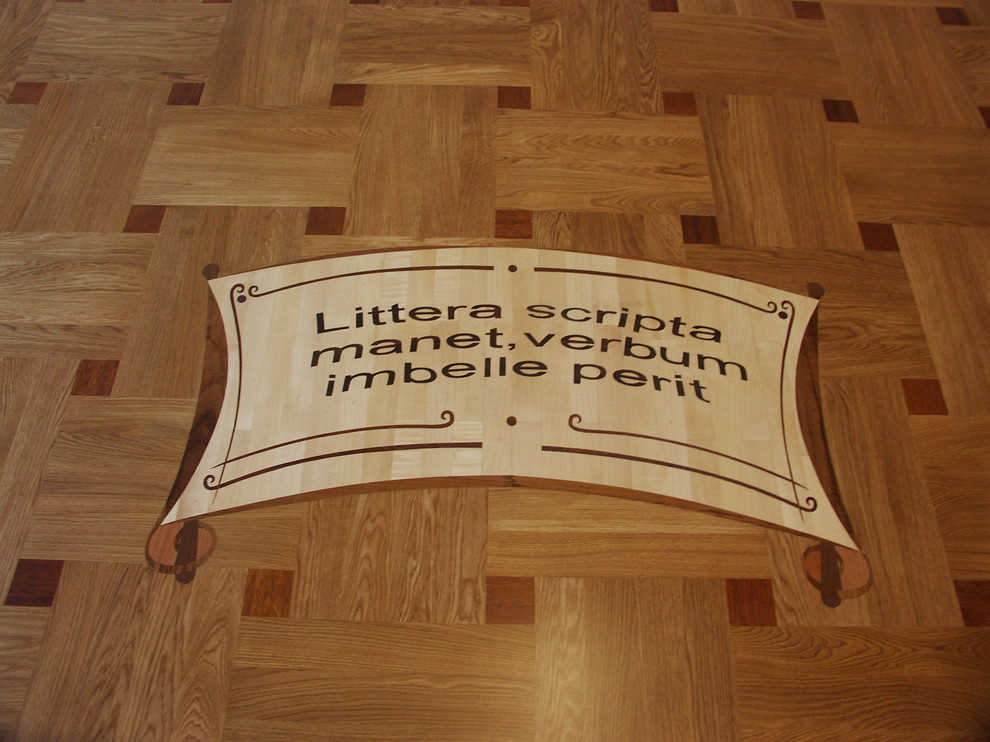 Littera scripta
manet, verbum
imbelle perit